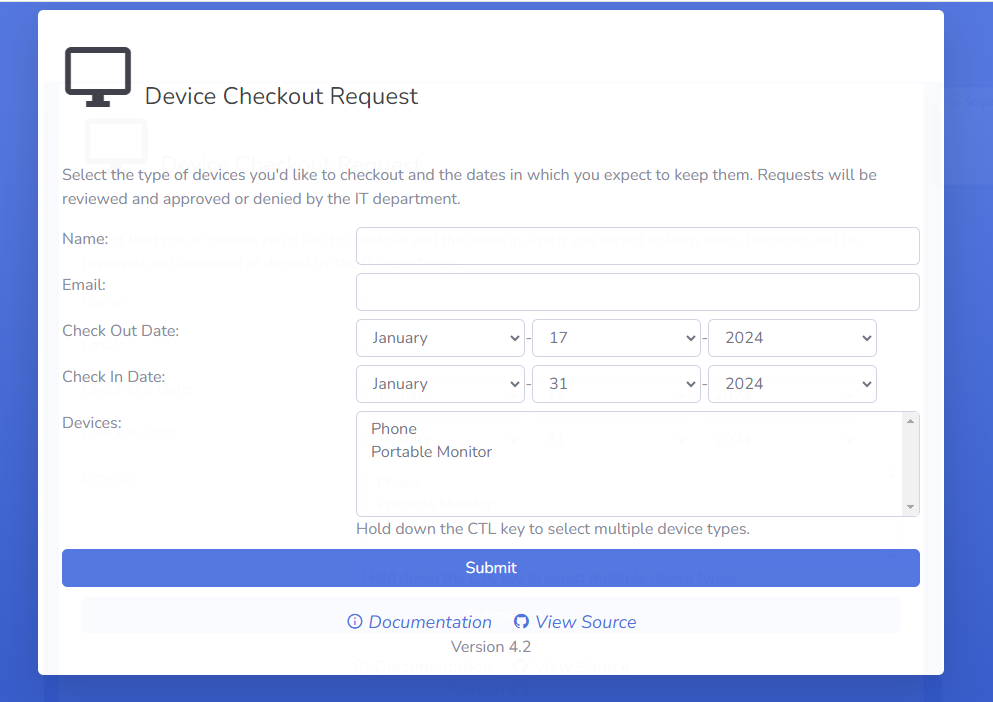 Device Checkout Request
Select the type of devices you'd like to checkout and the dates in which you expect to keep them. Requests will be
reviewed and approved or denied by the IT department.
Name:
Email:
Check Out Date: January - 17 - 2024
Check In Date: January - 31 - 2024
Devices: Phone
Portable Monitor
Hold down the CTL key to select multiple device types.
Submit
Documentation View Source
Version 4.2